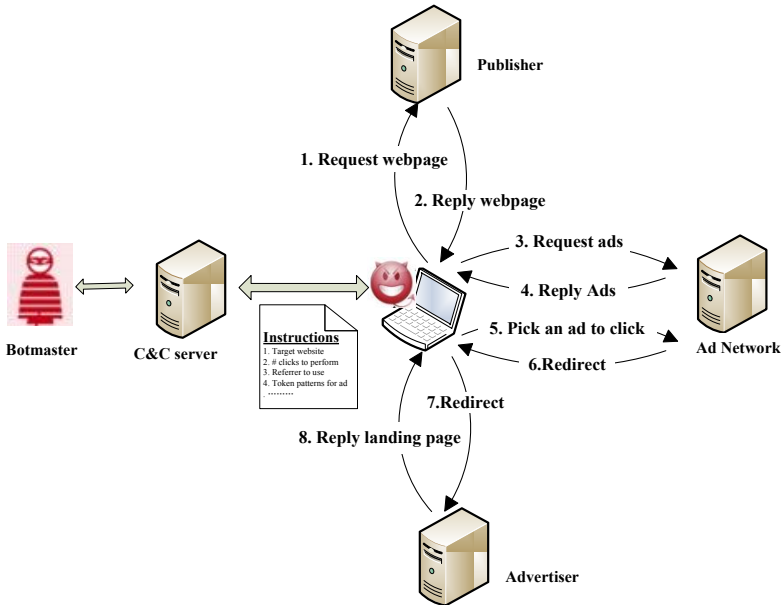 Publisher
1. Request webpage
2. Reply webpage
3. Request ads
4. Reply Ads
5. Pick an ad to click
6.Redirect
Ad Network
Botmaster
C&C server
Instructions
1. Target website
2. # clicks to perform
3. Referrer to use
4. Token patterns for ad
. .........
7.Redirect
8. Reply landing page
Advertiser